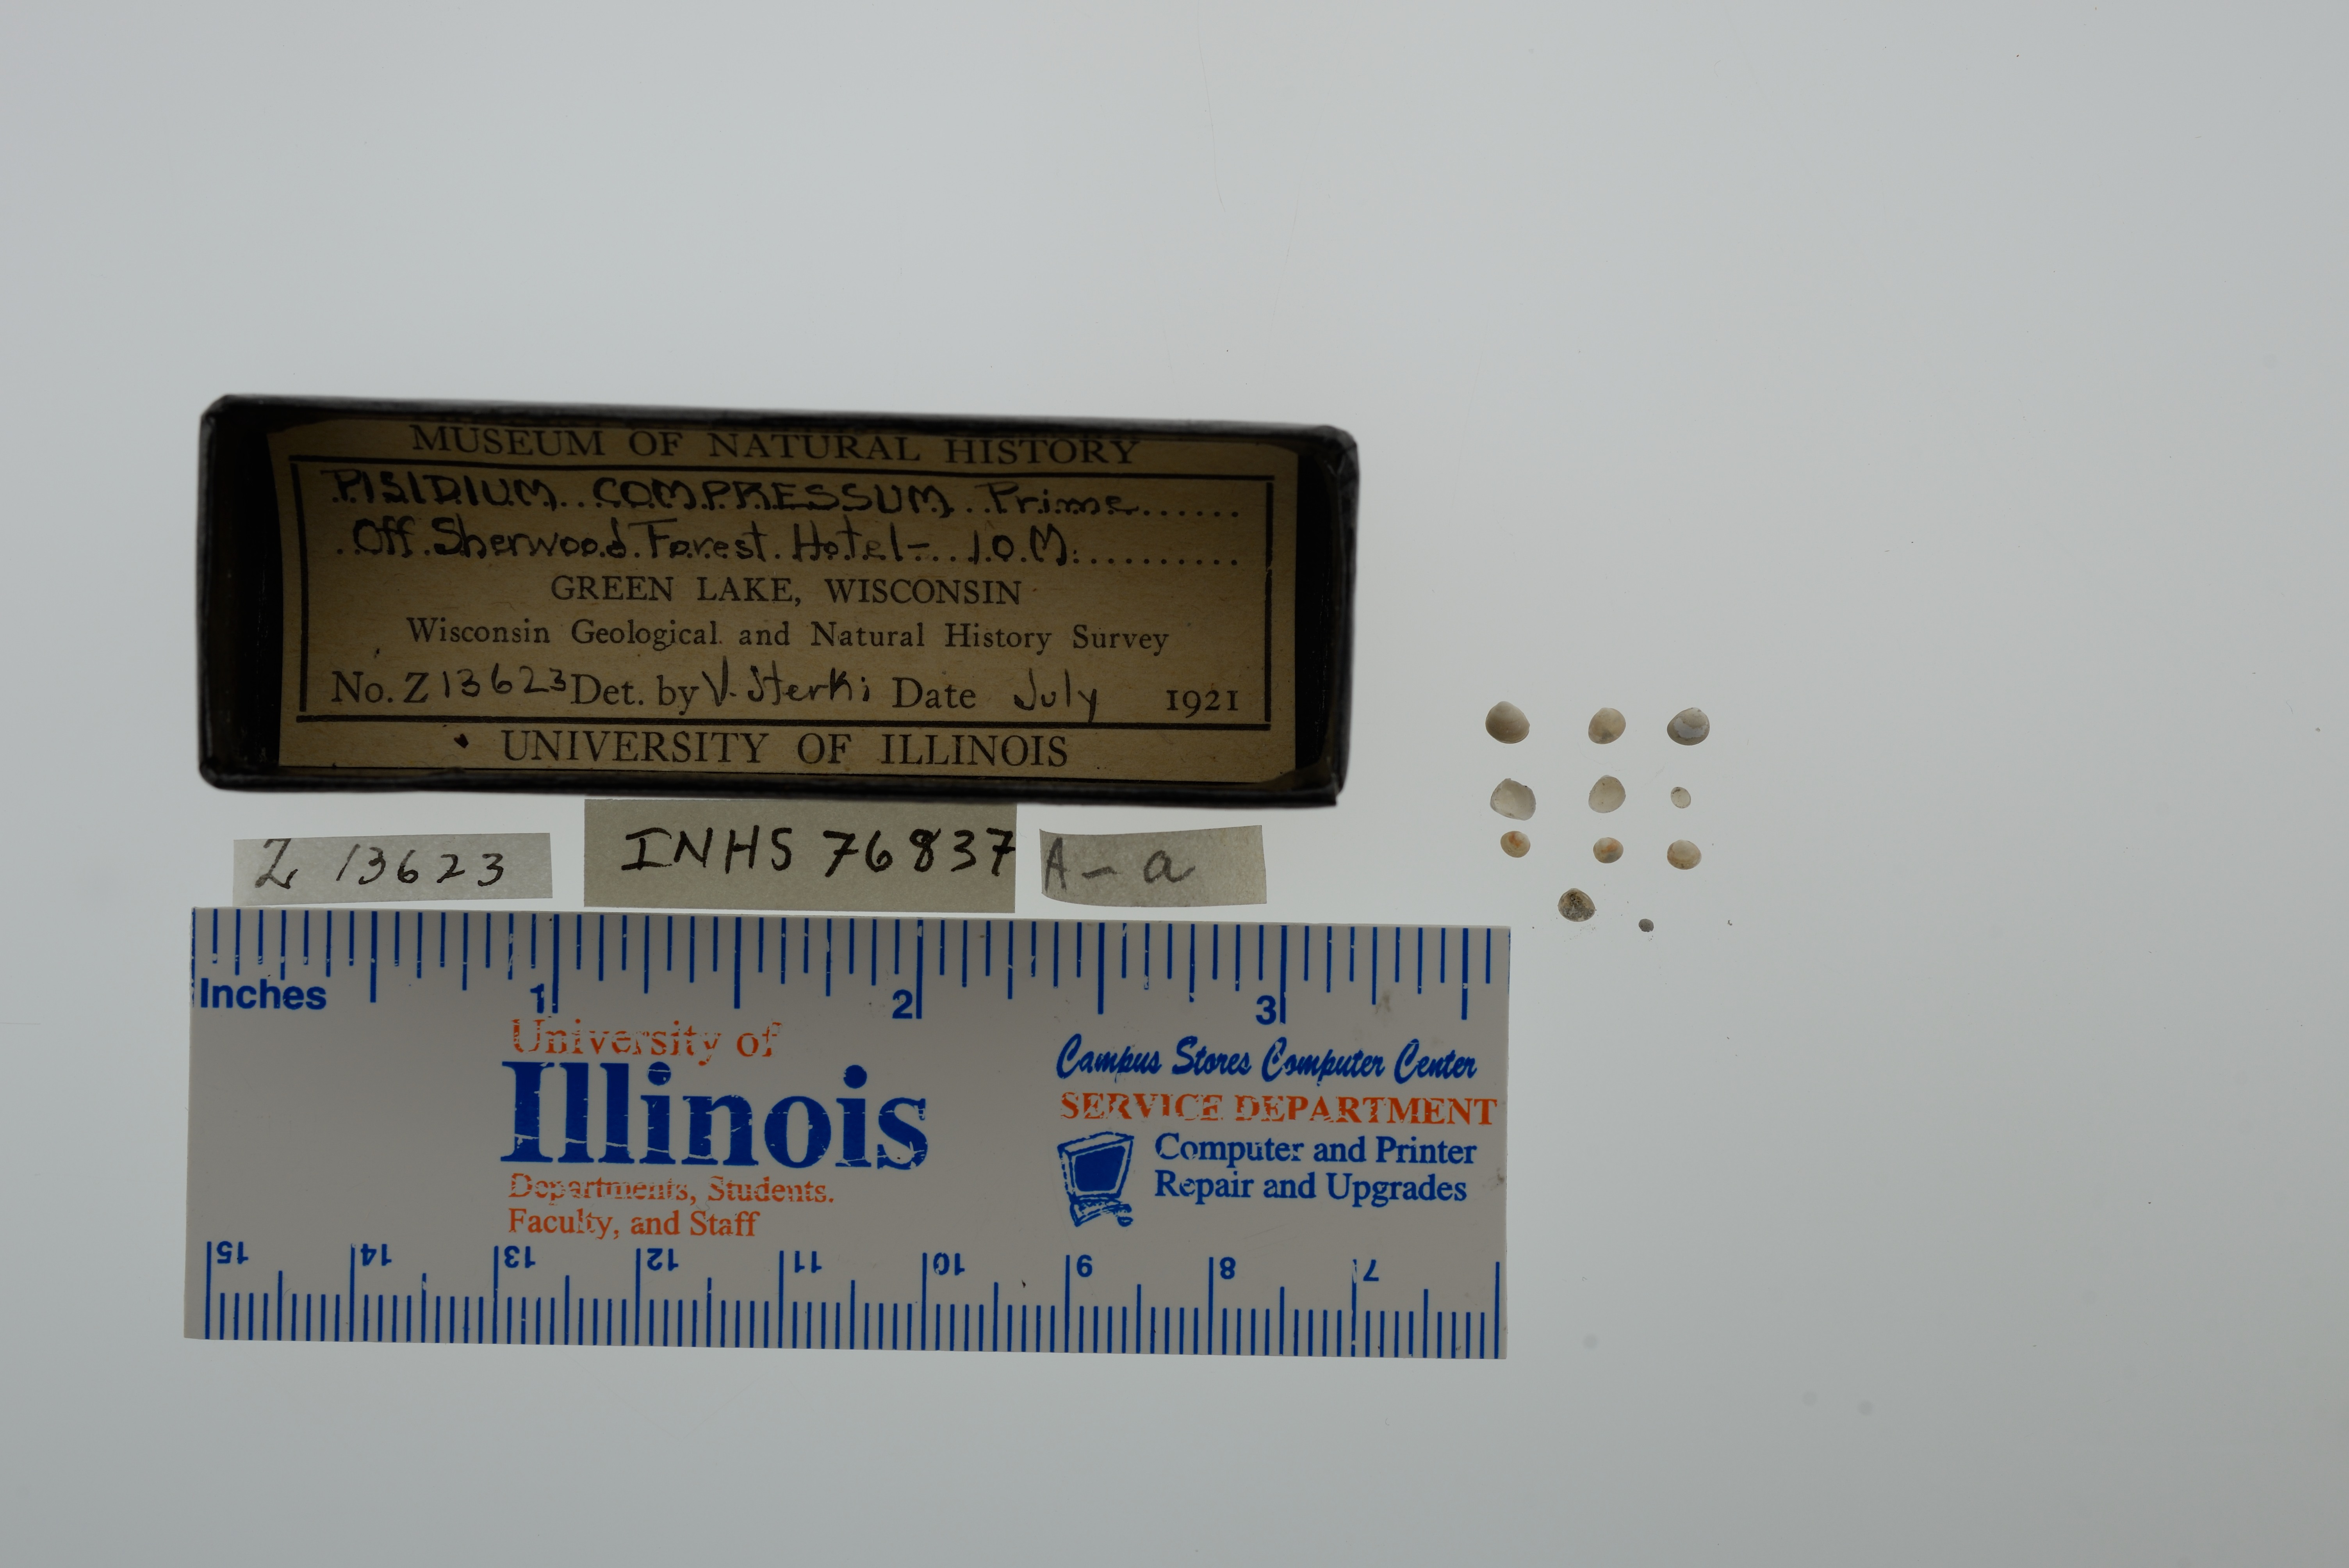 MUSEUM OF NATURAL HISTORY
PISIDIUM COMPRESSUM Prime
Off Sherwood Forest Hotel - 10 M.
GREEN LAKE, WISCONSIN
Wisconsin Geological and Natural History Survey
No. Z 13623 Det. by V. Sterki Date July 1921
UNIVERSITY OF ILLINOIS
Z 13623
INHS 76837
A - a
Inches 1 2 3
University of
Illinois
Departments, Students,
Faculty, and Staff
Campus Stores Computer Center
SERVICE DEPARTMENT
Computer and Printer
Repair and Upgrades
15 14 13 12 11 10 9 8 7